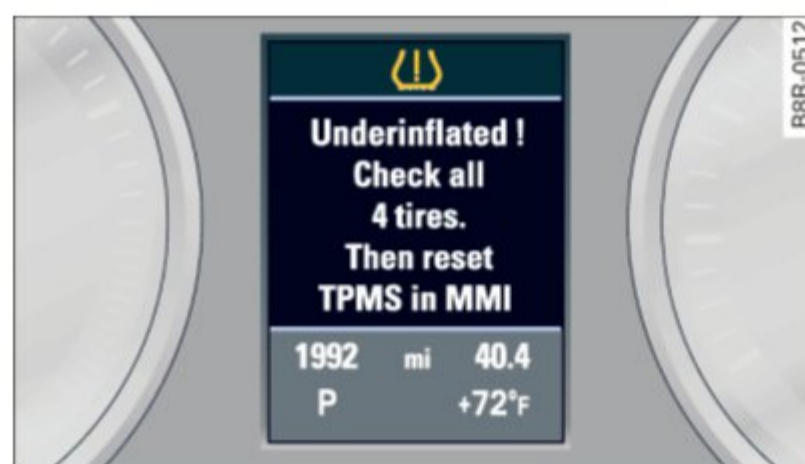 Underinflated !
Check all
4 tires.
Then reset
TPMS in MMI
1992 mi 40.4
P +72°F
B8R-0512